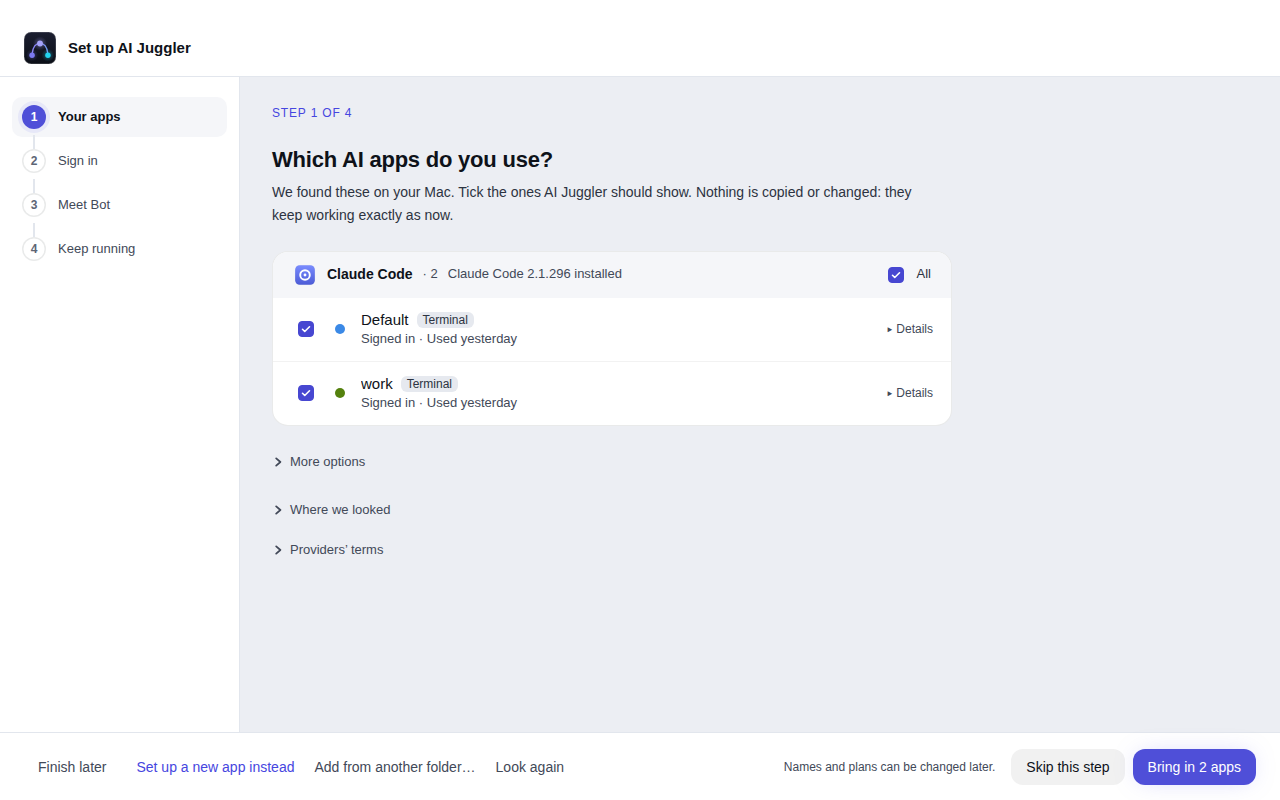 Set up AI Juggler
1 Your apps
2 Sign in
3 Meet Bot
4 Keep running
STEP 1 OF 4
Which AI apps do you use?
We found these on your Mac. Tick the ones AI Juggler should show. Nothing is copied or changed: they
keep working exactly as now.
Claude Code · 2 Claude Code 2.1.296 installed All
Default Terminal
Signed in · Used yesterday
▸ Details
work Terminal
Signed in · Used yesterday
▸ Details
More options
Where we looked
Providers’ terms
Finish later Set up a new app instead Add from another folder… Look again Names and plans can be changed later. Skip this step Bring in 2 apps